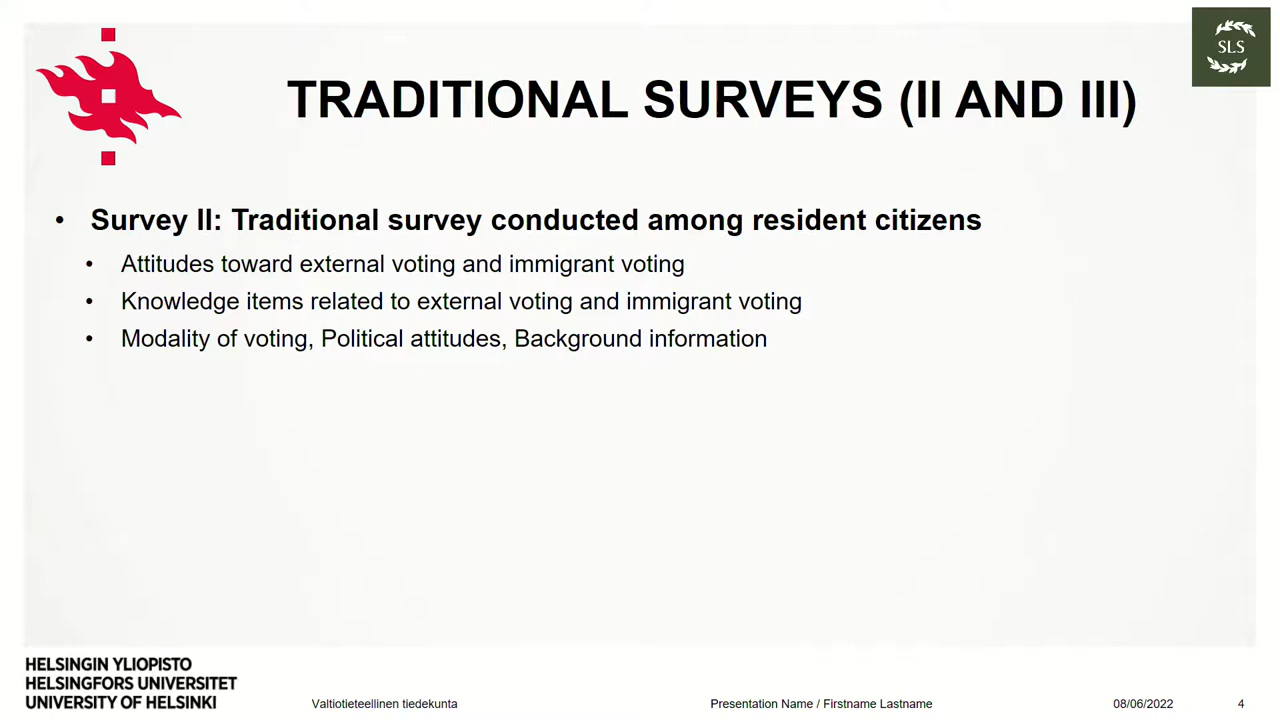 SLS
TRADITIONAL SURVEYS (II AND III)
• Survey II: Traditional survey conducted among resident citizens
• Attitudes toward external voting and immigrant voting
• Knowledge items related to external voting and immigrant voting
• Modality of voting, Political attitudes, Background information
HELSINGIN YLIOPISTO
HELSINGFORS UNIVERSITET
UNIVERSITY OF HELSINKI
Valtiotieteellinen tiedekunta
Presentation Name / Firstname Lastname
08/06/2022
4